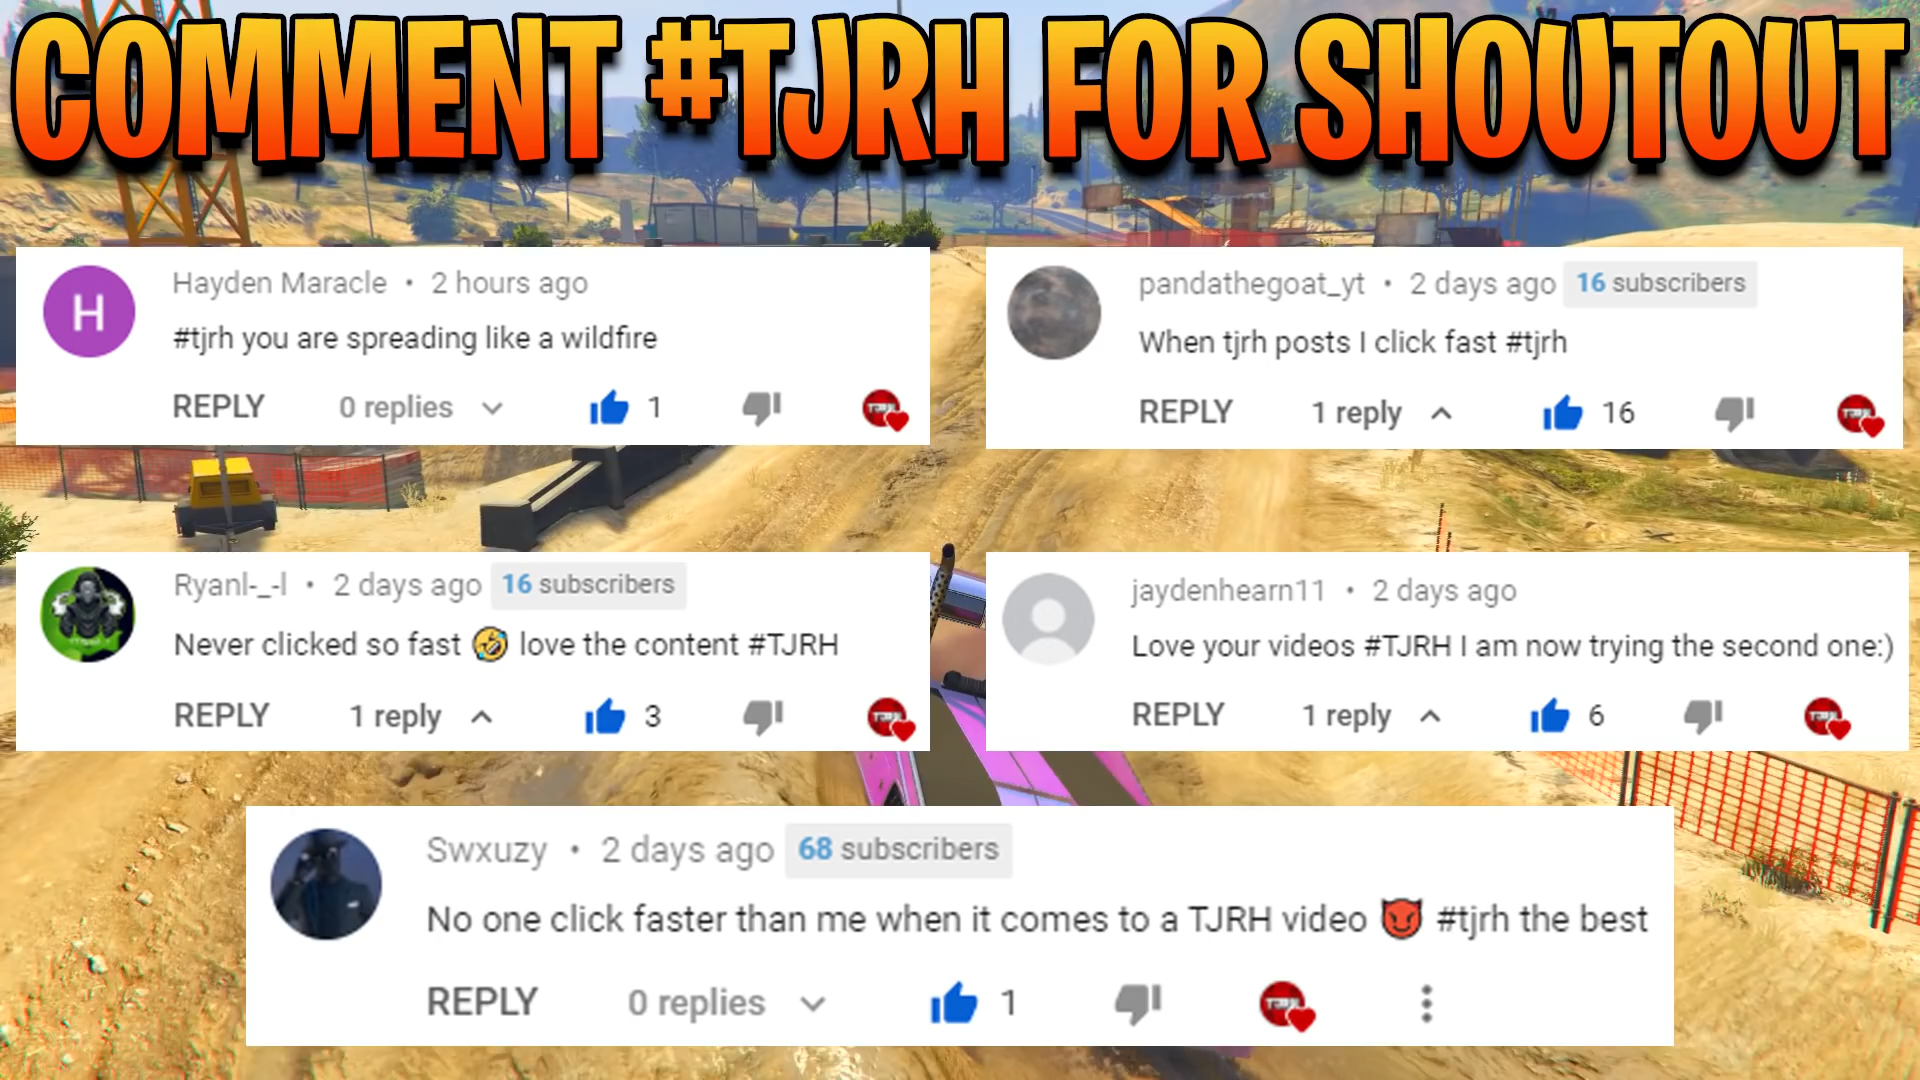 COMMENT #TJRH FOR SHOUTOUT
H
Hayden Maracle • 2 hours ago
#tjrh you are spreading like a wildfire
REPLY 0 replies 1
pandathegoat_yt • 2 days ago 16 subscribers
When tjrh posts I click fast #tjrh
REPLY 1 reply 16
Ryanl-_-l • 2 days ago 16 subscribers
Never clicked so fast 🤣 love the content #TJRH
REPLY 1 reply 3
jaydenhearn11 • 2 days ago
Love your videos #TJRH I am now trying the second one:)
REPLY 1 reply 6
Swxuzy • 2 days ago 68 subscribers
No one click faster than me when it comes to a TJRH video 😈 #tjrh the best
REPLY 0 replies 1